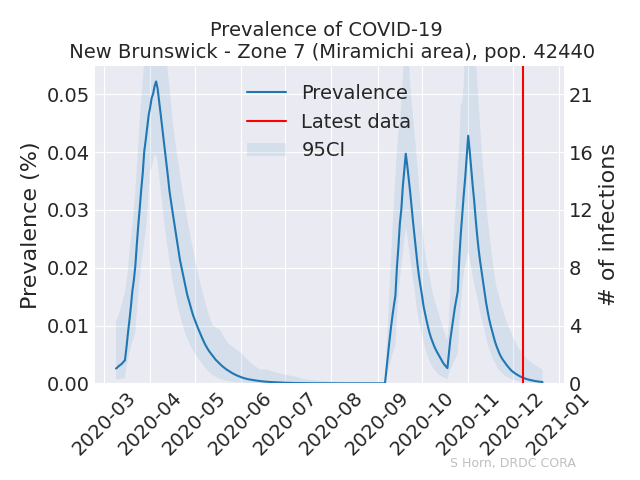 Prevalence of COVID-19
New Brunswick - Zone 7 (Miramichi area), pop. 42440
Prevalence (%)
0.05
0.04
0.03
0.02
0.01
0.00
Prevalence
Latest data
95CI
21
16
12
8
4
0
# of infections
2020-03
2020-04
2020-05
2020-06
2020-07
2020-08
2020-09
2020-10
2020-11
2020-12
2021-01
S Horn, DRDC CORA